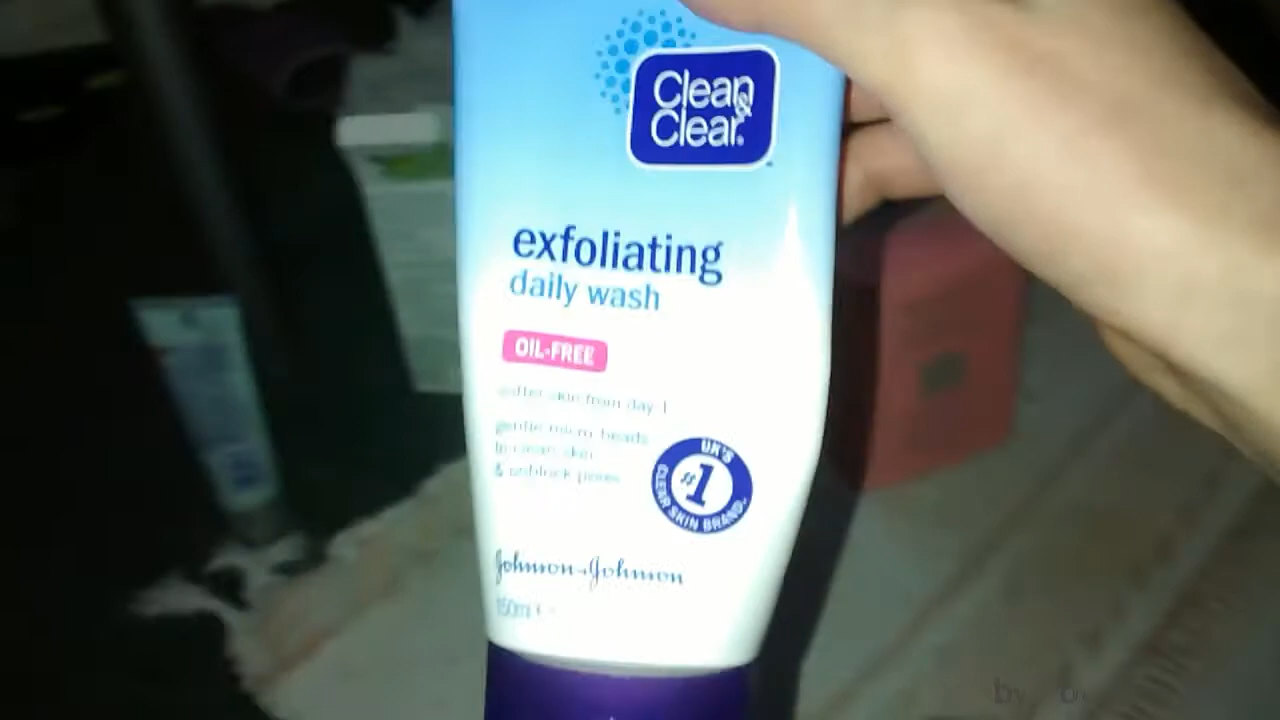 Clean
&
Clear.
exfoliating
daily wash
OIL-FREE
softer skin from day 1
gentle micro beads
to clean skin
& unblock pores
UK'S
#1
CLEAR SKIN BRAND
Johnson & Johnson
150ml e
by